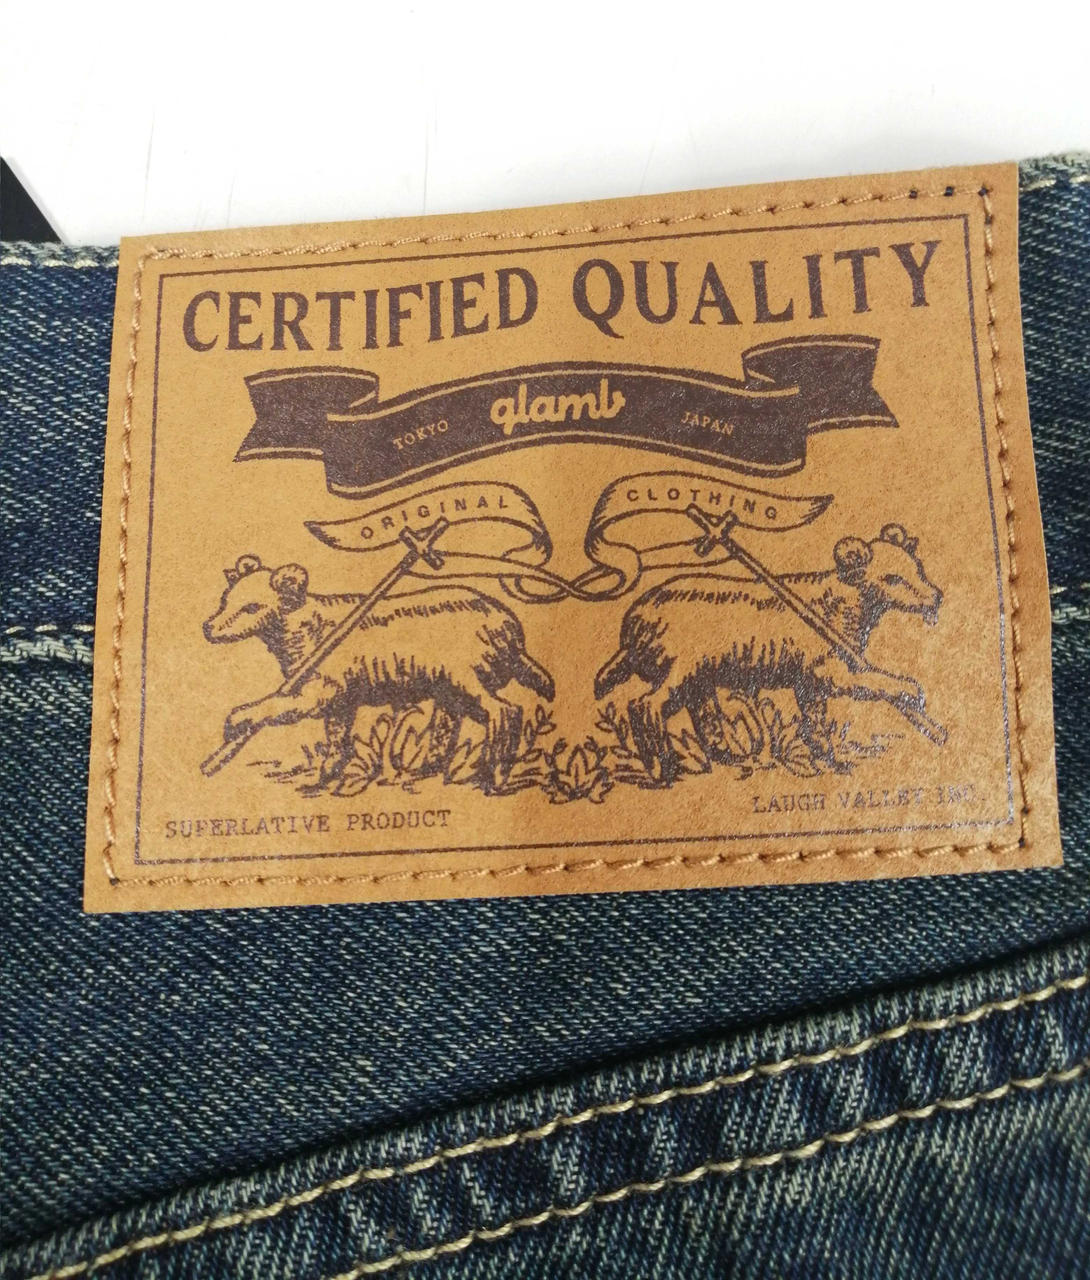 CERTIFIED QUALITY
TOKYO glamb JAPAN
ORIGINAL CLOTHING
SUPERLATIVE PRODUCT
LAUGH VALLEY INC.